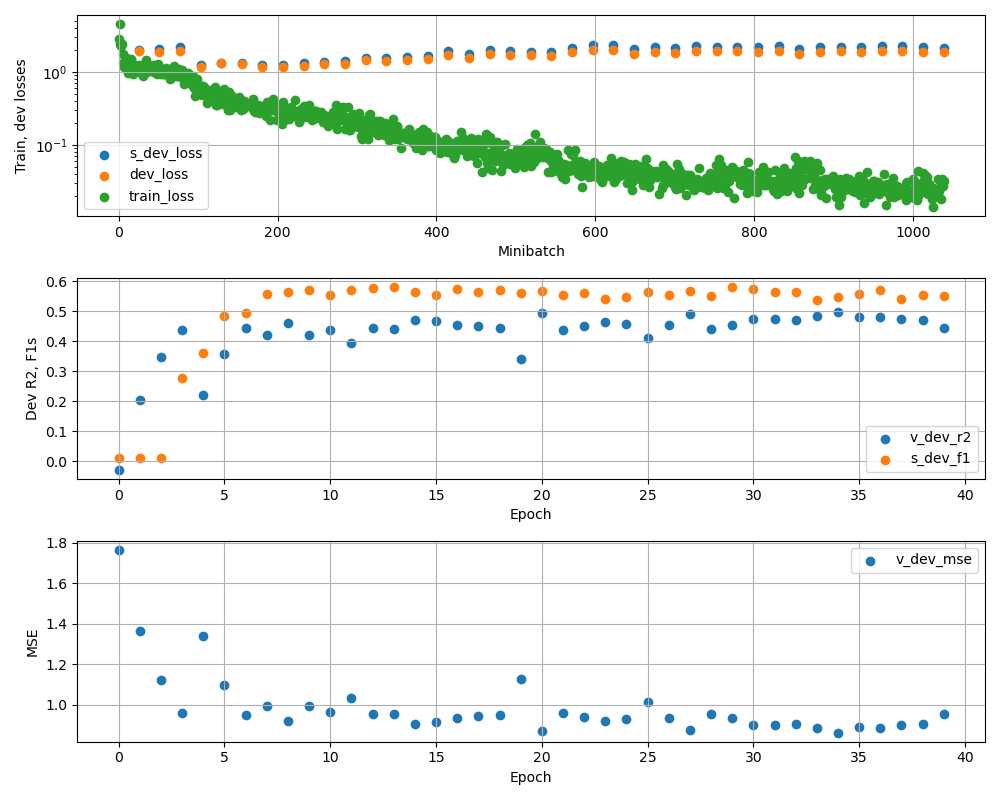 Train, dev losses
10⁰
10⁻¹
s_dev_loss
dev_loss
train_loss
0 200 400 600 800 1000
Minibatch
Dev R2, F1s
0.6
0.5
0.4
0.3
0.2
0.1
0.0
v_dev_r2
s_dev_f1
0 5 10 15 20 25 30 35 40
Epoch
MSE
1.8
1.6
1.4
1.2
1.0
v_dev_mse
0 5 10 15 20 25 30 35 40
Epoch